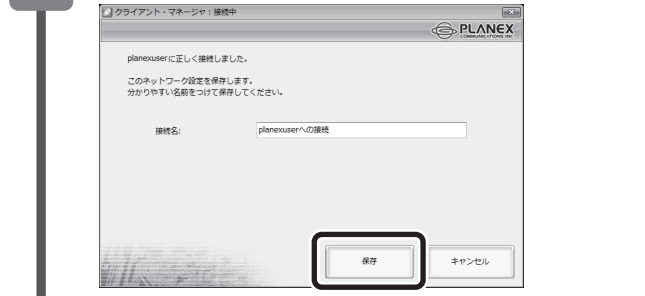 クライアント・マネージャ：接続中
PLANEX
COMMUNICATIONS INC.
planexuserに正しく接続しました。
このネットワーク設定を保存します。
分かりやすい名前をつけて保存してください。
接続名:
planexuserへの接続
保存
キャンセル